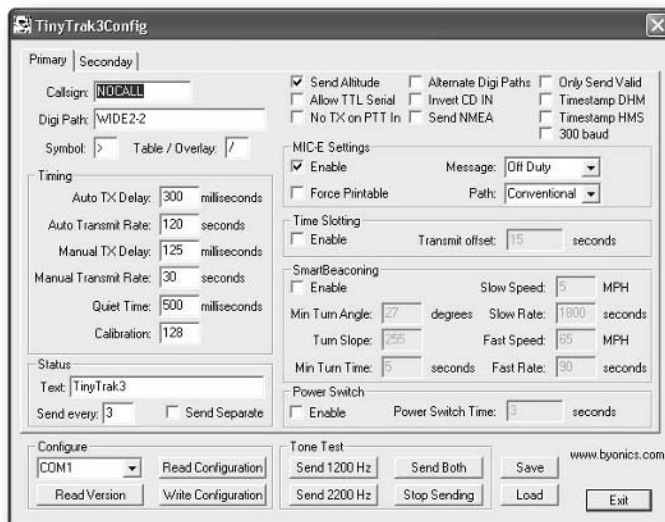 TinyTrak3Config
Primary Seconday
Callsign: NOCALL
Digi Path: WIDE2-2
Symbol: > Table / Overlay: /
Send Altitude Alternate Digi Paths Only Send Valid
Allow TTL Serial Invert CD IN Timestamp DHM
No TX on PTT In Send NMEA Timestamp HMS
300 baud
Timing
Auto TX Delay: 300 milliseconds
Auto Transmit Rate: 120 seconds
Manual TX Delay: 125 milliseconds
Manual Transmit Rate: 30 seconds
Quiet Time: 500 milliseconds
Calibration: 128
MIC-E Settings
Enable Message: Off Duty
Force Printable Path: Conventional
Time Slotting
Enable Transmit offset: 15 seconds
SmartBeaconing
Enable Slow Speed: 5 MPH
Min Turn Angle: 27 degrees Slow Rate: 1800 seconds
Turn Slope: 255 Fast Speed: 65 MPH
Min Turn Time: 5 seconds Fast Rate: 90 seconds
Status
Text: TinyTrak3
Send every: 3 Send Separate
Power Switch
Enable Power Switch Time: 3 seconds
Configure
COM1 Read Configuration
Read Version Write Configuration
Tone Test
Send 1200 Hz Send Both
Send 2200 Hz Stop Sending
Save
Load
www.byonics.com
Exit